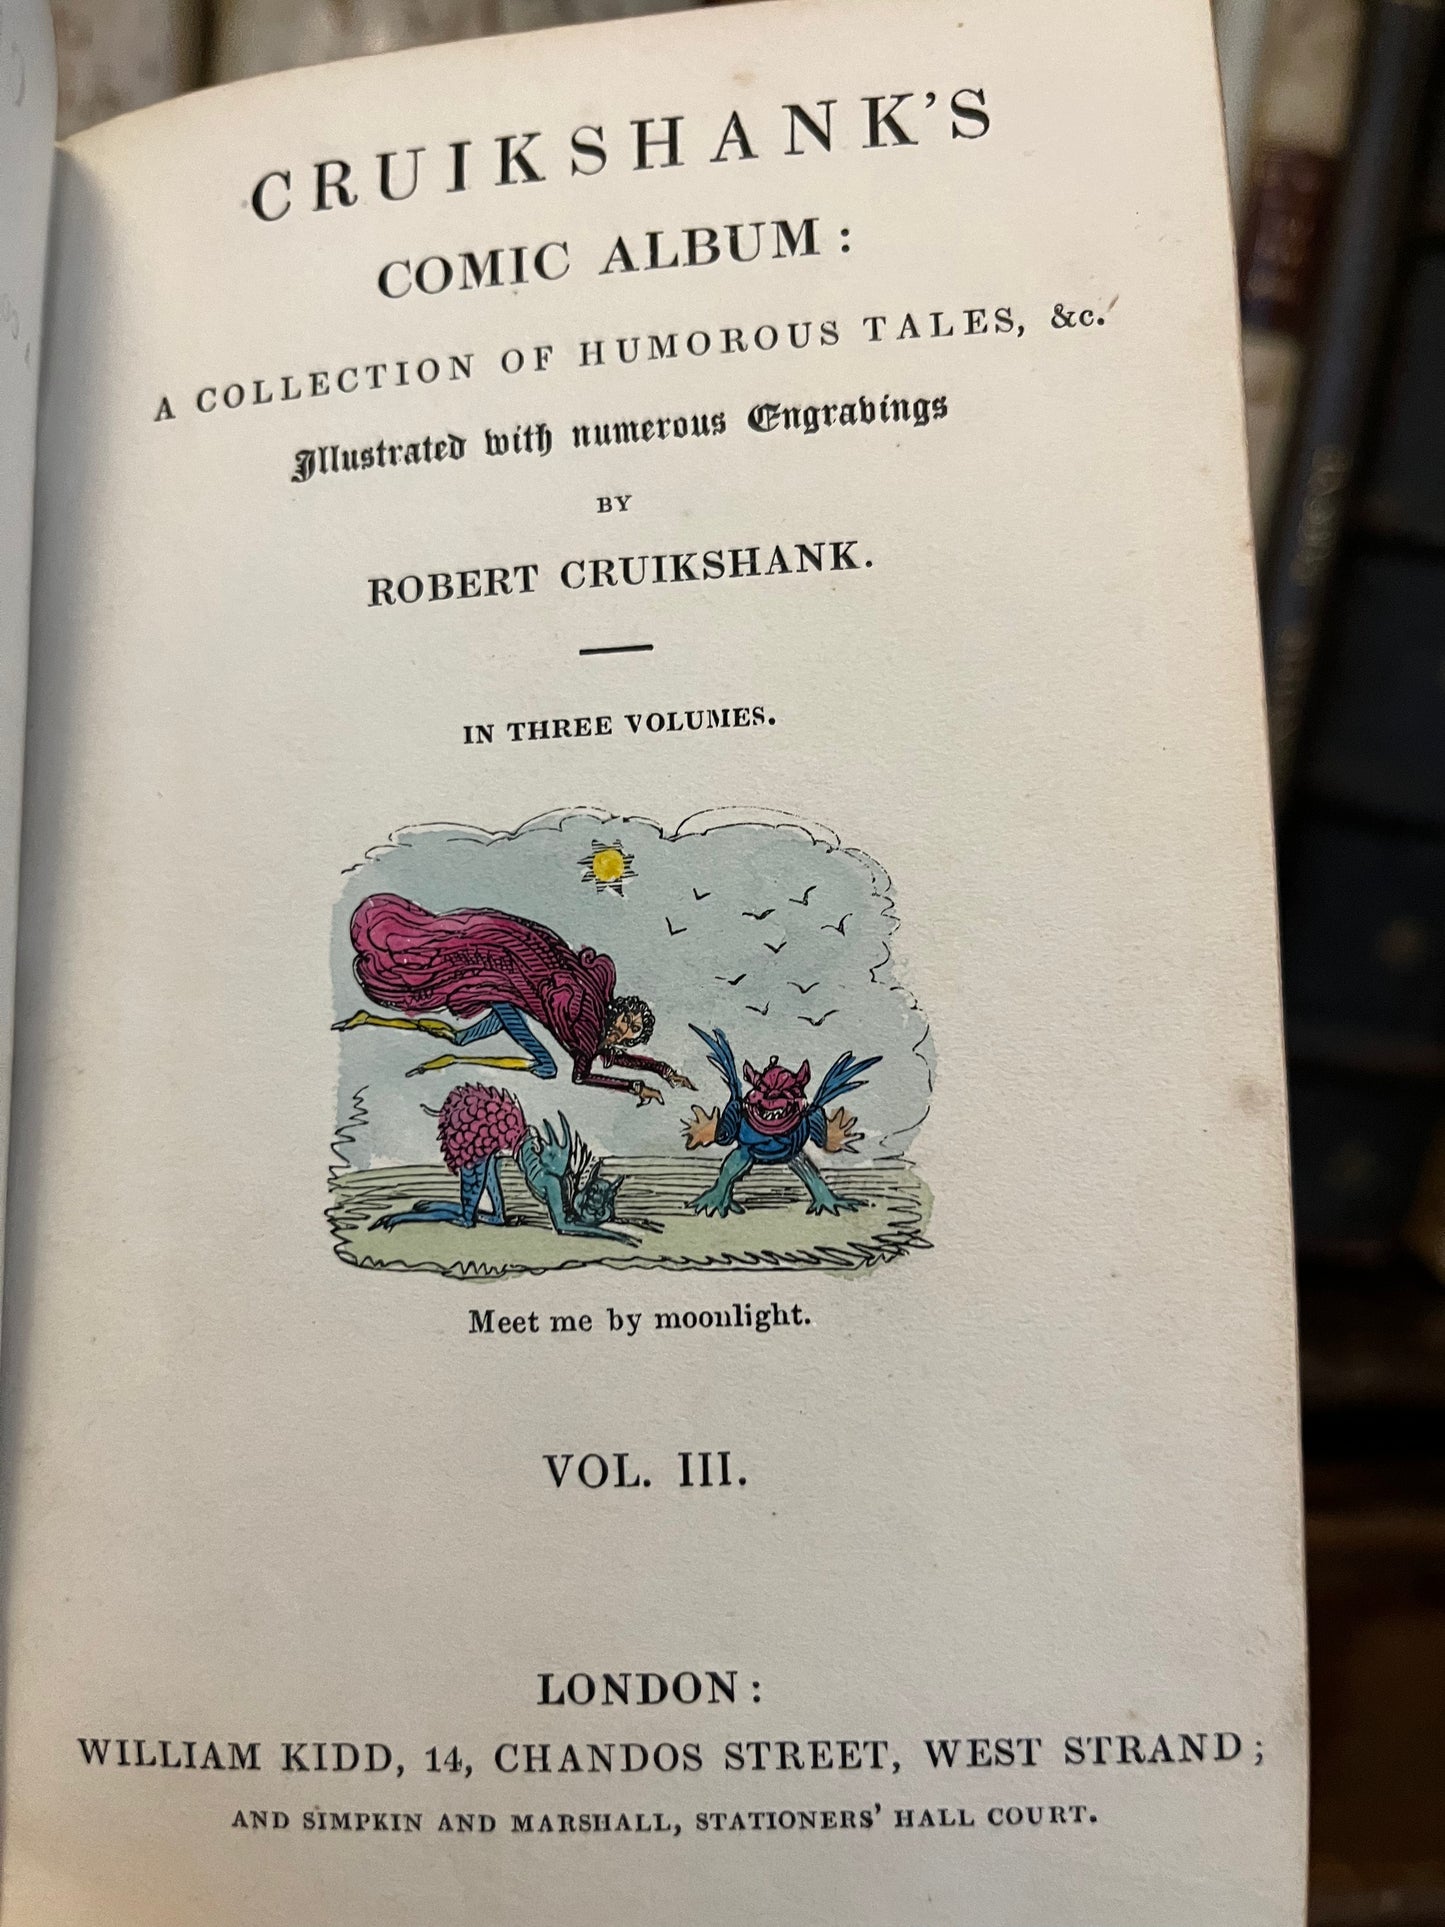 CRUIKSHANK'S
COMIC ALBUM:
A COLLECTION OF HUMOROUS TALES, &c.
Illustrated with numerous Engravings
BY
ROBERT CRUIKSHANK.
IN THREE VOLUMES.
Meet me by moonlight.
VOL. III.
LONDON:
WILLIAM KIDD, 14, CHANDOS STREET, WEST STRAND;
AND SIMPKIN AND MARSHALL, STATIONERS' HALL COURT.